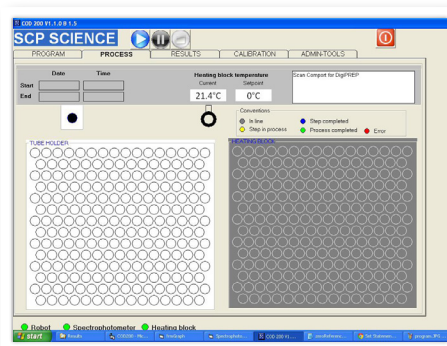 COD 200 V1.1.0 B 1.5
SCP SCIENCE
PROGRAM PROCESS RESULTS CALIBRATION ADMIN-TOOLS
Date Time
Start
End
Heating block temperature
Current Setpoint
21.4°C 0°C
Scan Comport for DigiPREP
Conventions
In line Step completed
Step in process Process completed Error
TUBE HOLDER HEATING BLOCK
Robot Spectrophotometer Heating block
start Results